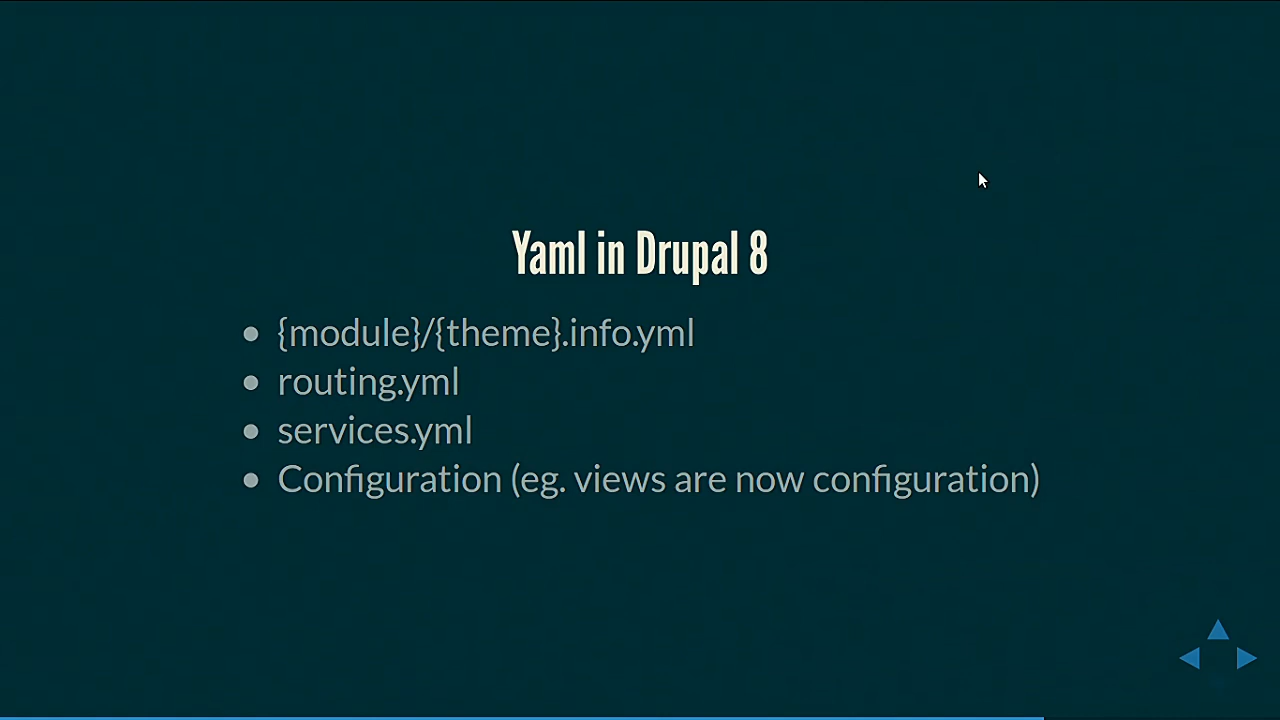 Yaml in Drupal 8
{module}/{theme}.info.yml
routing.yml
services.yml
Configuration (eg. views are now configuration)